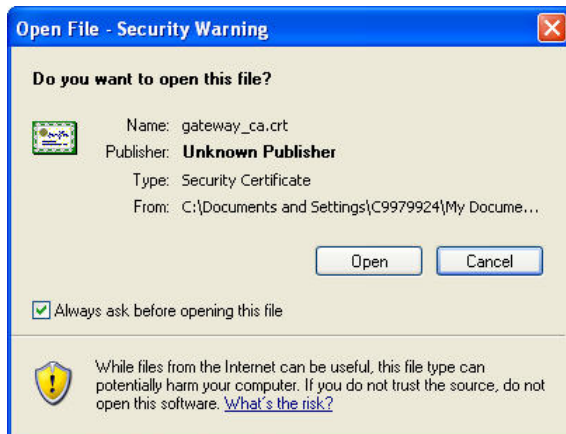 Open File - Security Warning
Do you want to open this file?
Name: gateway_ca.crt
Publisher: Unknown Publisher
Type: Security Certificate
From: C:\Documents and Settings\C9979924\My Docume...
Open Cancel
Always ask before opening this file
While files from the Internet can be useful, this file type can
potentially harm your computer. If you do not trust the source, do not
open this software. What's the risk?